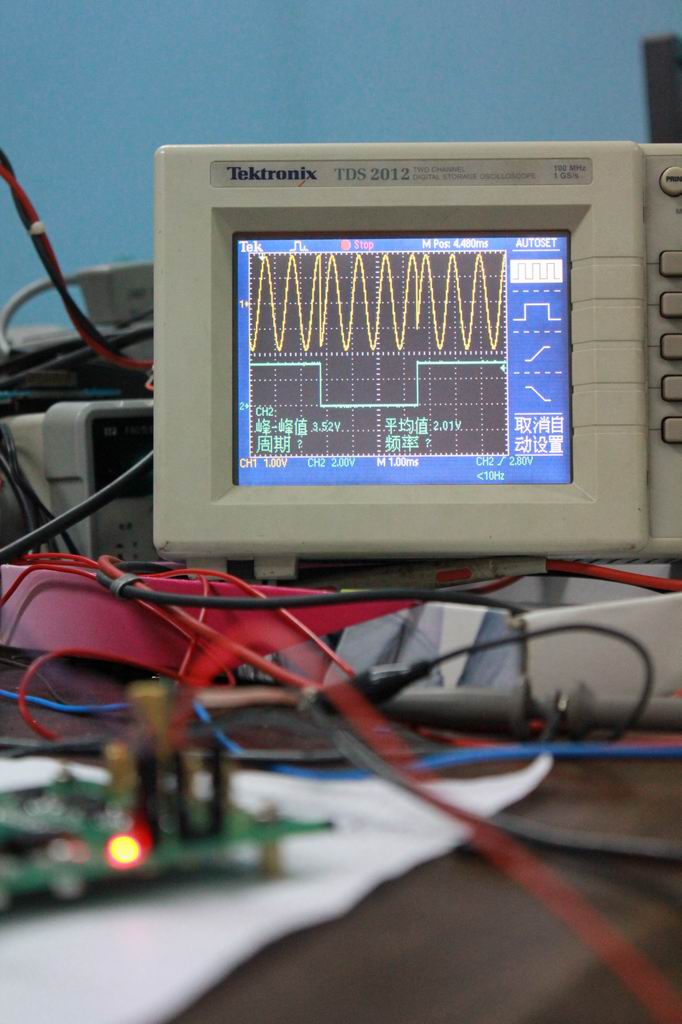 Tektronix TDS 2012 TWO CHANNEL DIGITAL STORAGE OSCILLOSCOPE 100 MHz 1 GS/s
PRIN
Tek Stop M Pos: 4.480ms AUTOSET
1
2
CH2
峰-峰值 3.52V 平均值 2.01V
周期 ? 频率 ?
取消自
动设置
CH1 1.00V CH2 2.00V M 1.00ms CH2 2.80V
<10Hz